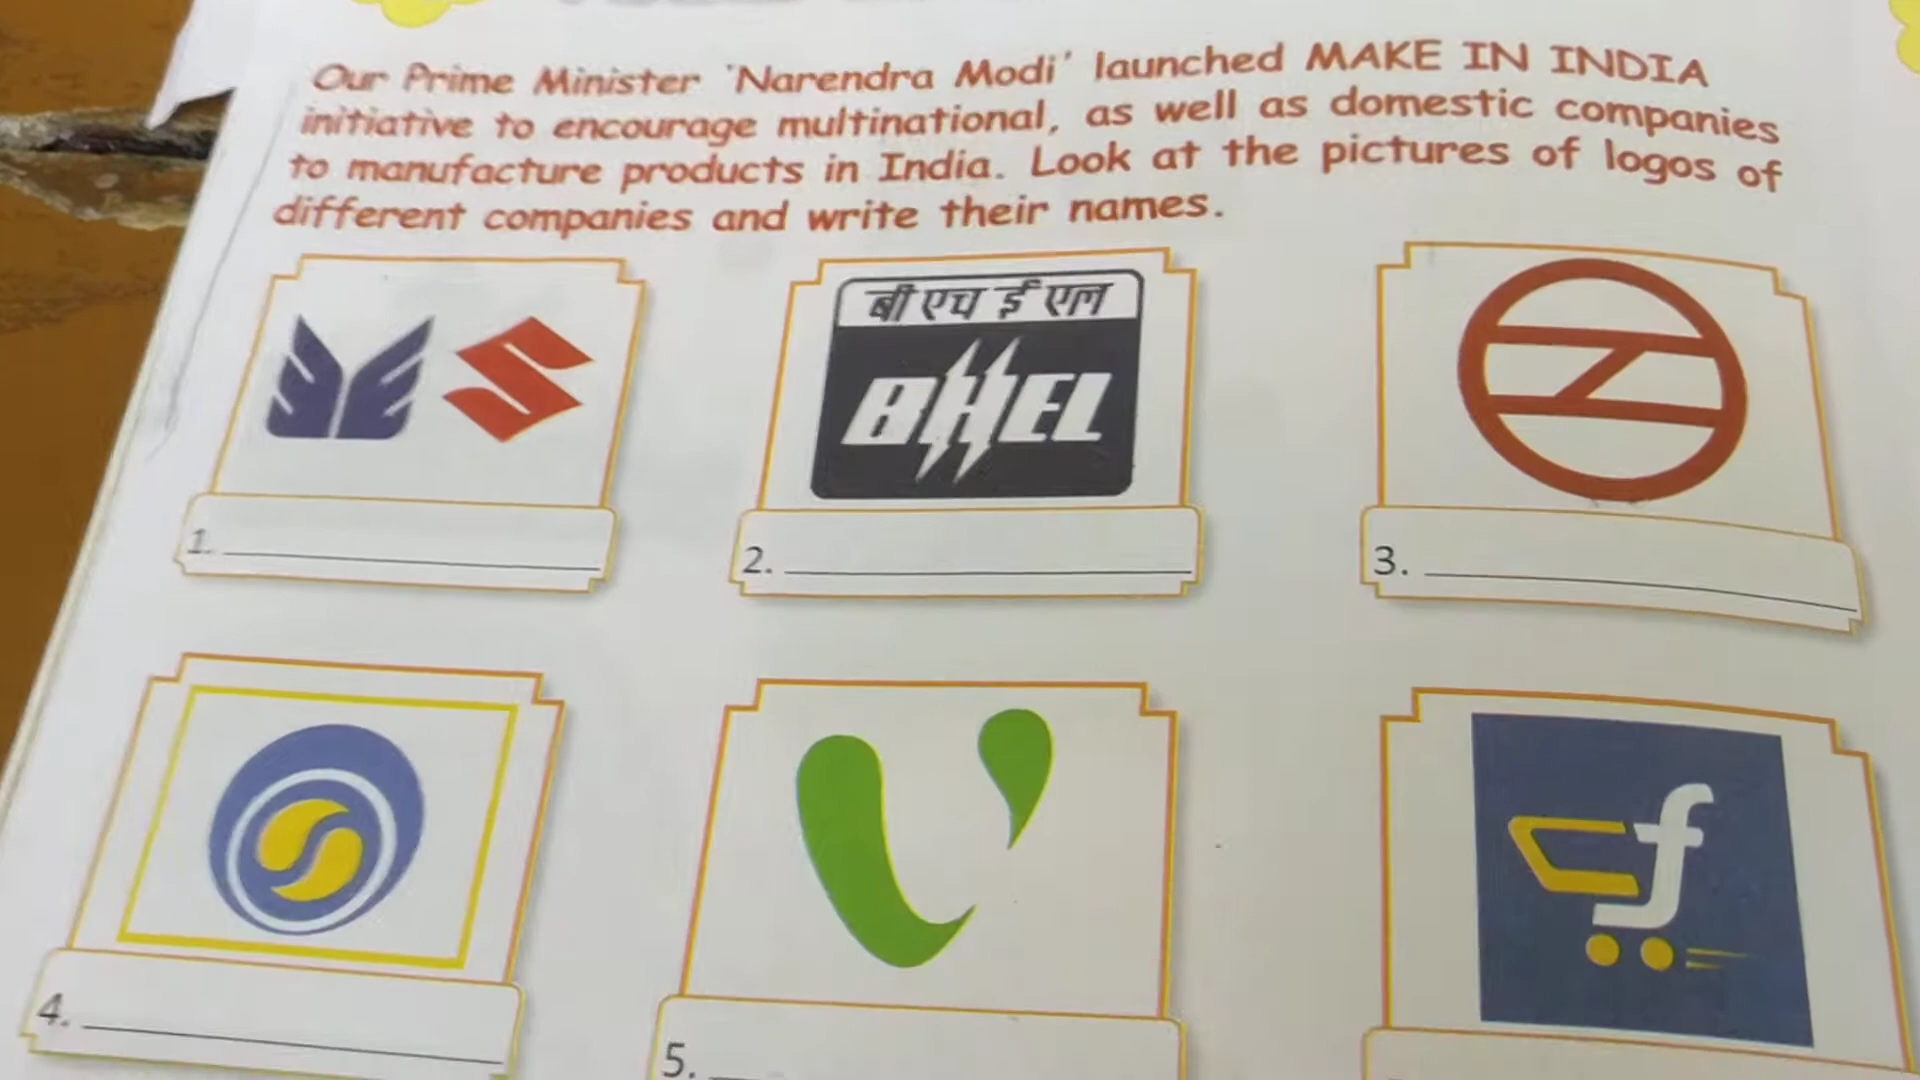 Our Prime Minister 'Narendra Modi' launched MAKE IN INDIA
initiative to encourage multinational, as well as domestic companies
to manufacture products in India. Look at the pictures of logos of
different companies and write their names.
बी एच ई एल
BHEL
1.
2.
3.
f
4.
5.